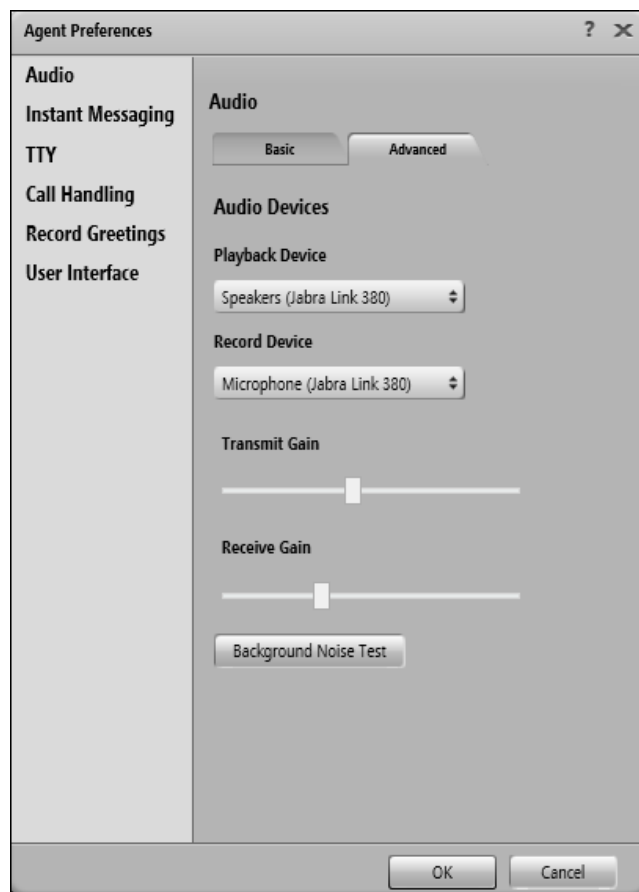 Agent Preferences
?
Audio
Instant Messaging
TTY
Call Handling
Record Greetings
User Interface
Audio
Basic
Advanced
Audio Devices
Playback Device
Speakers (Jabra Link 380)
Record Device
Microphone (Jabra Link 380)
Transmit Gain
Receive Gain
Background Noise Test
OK
Cancel